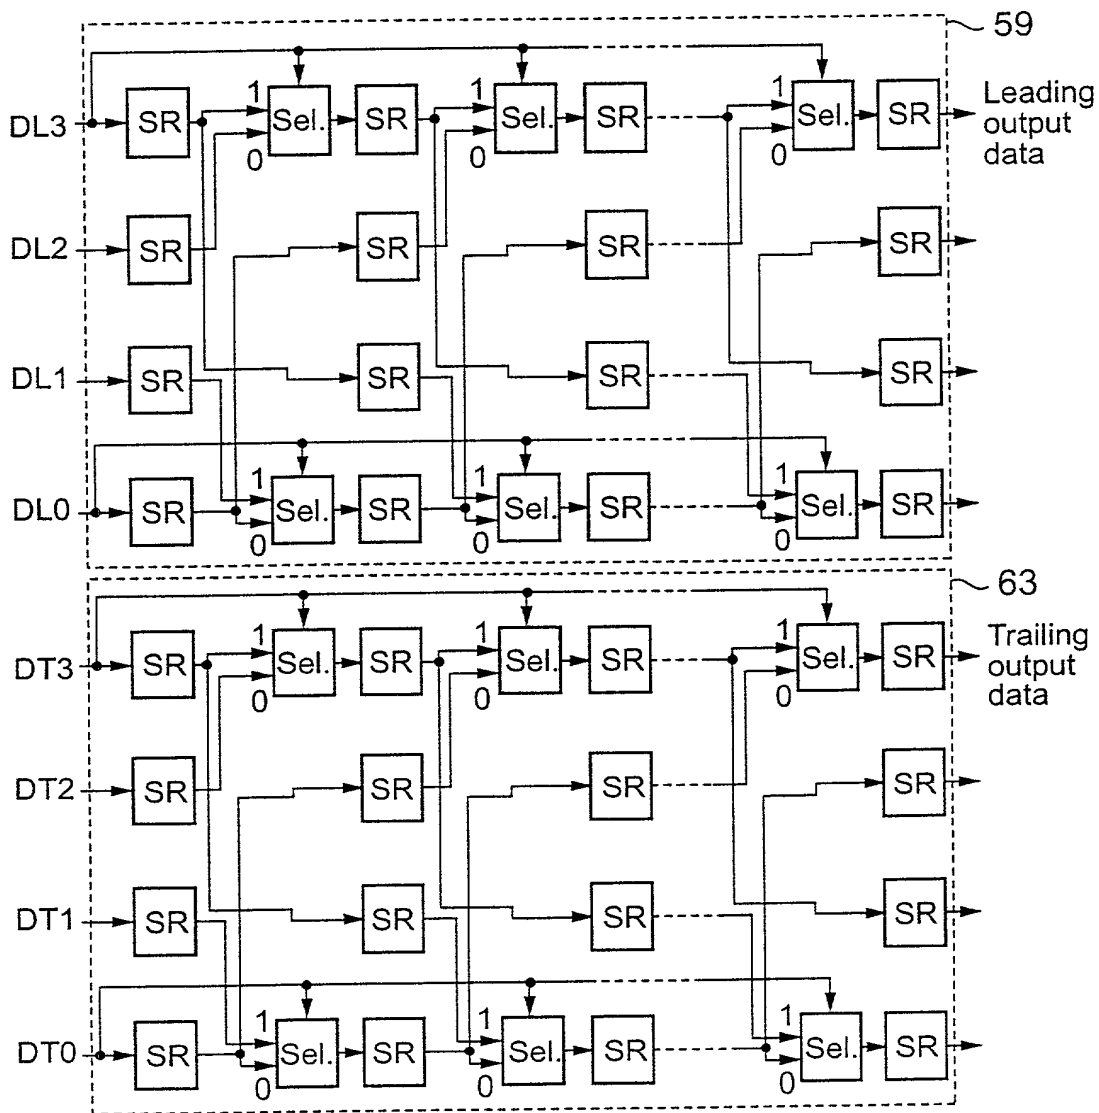 59
1 1 1
DL3 SR Sel. SR Sel. SR Sel. SR Leading
output
data
0 0 0
DL2 SR SR SR SR
DL1 SR SR SR SR
1 1 1
DL0 SR Sel. SR Sel. SR Sel. SR
0 0 0
63
1 1 1
DT3 SR Sel. SR Sel. SR Sel. SR Trailing
output
data
0 0 0
DT2 SR SR SR SR
DT1 SR SR SR SR
1 1 1
DT0 SR Sel. SR Sel. SR Sel. SR
0 0 0